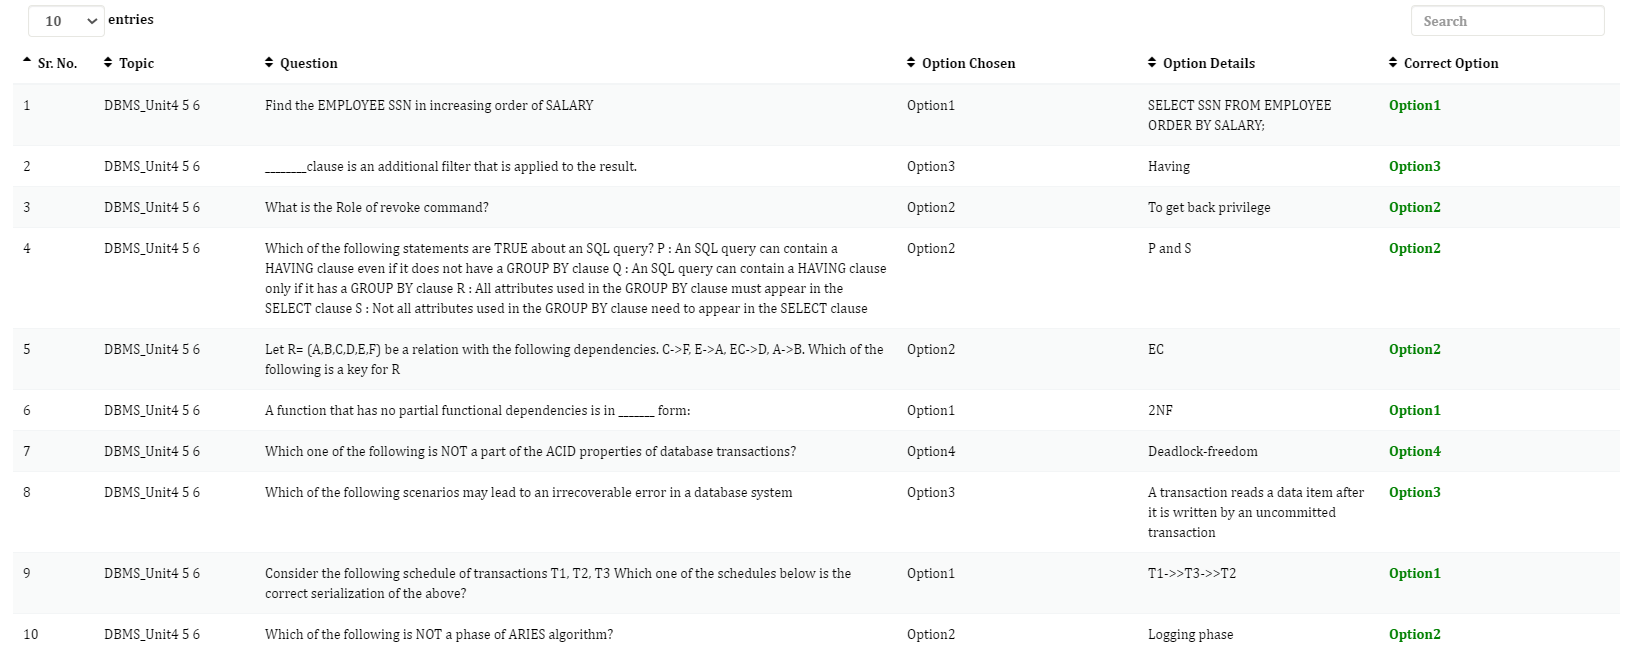 10 entries
Search
Sr. No. Topic Question Option Chosen Option Details Correct Option
1 DBMS_Unit4 5 6 Find the EMPLOYEE SSN in increasing order of SALARY Option1 SELECT SSN FROM EMPLOYEE Option1
ORDER BY SALARY;
2 DBMS_Unit4 5 6 ________clause is an additional filter that is applied to the result. Option3 Having Option3
3 DBMS_Unit4 5 6 What is the Role of revoke command? Option2 To get back privilege Option2
4 DBMS_Unit4 5 6 Which of the following statements are TRUE about an SQL query? P : An SQL query can contain a Option2 P and S Option2
HAVING clause even if it does not have a GROUP BY clause Q : An SQL query can contain a HAVING clause
only if it has a GROUP BY clause R : All attributes used in the GROUP BY clause must appear in the
SELECT clause S : Not all attributes used in the GROUP BY clause need to appear in the SELECT clause
5 DBMS_Unit4 5 6 Let R= (A,B,C,D,E,F) be a relation with the following dependencies. C->F, E->A, EC->D, A->B. Which of the Option2 EC Option2
following is a key for R
6 DBMS_Unit4 5 6 A function that has no partial functional dependencies is in _______ form: Option1 2NF Option1
7 DBMS_Unit4 5 6 Which one of the following is NOT a part of the ACID properties of database transactions? Option4 Deadlock-freedom Option4
8 DBMS_Unit4 5 6 Which of the following scenarios may lead to an irrecoverable error in a database system Option3 A transaction reads a data item after Option3
it is written by an uncommitted
transaction
9 DBMS_Unit4 5 6 Consider the following schedule of transactions T1, T2, T3 Which one of the schedules below is the Option1 T1->>T3->>T2 Option1
correct serialization of the above?
10 DBMS_Unit4 5 6 Which of the following is NOT a phase of ARIES algorithm? Option2 Logging phase Option2